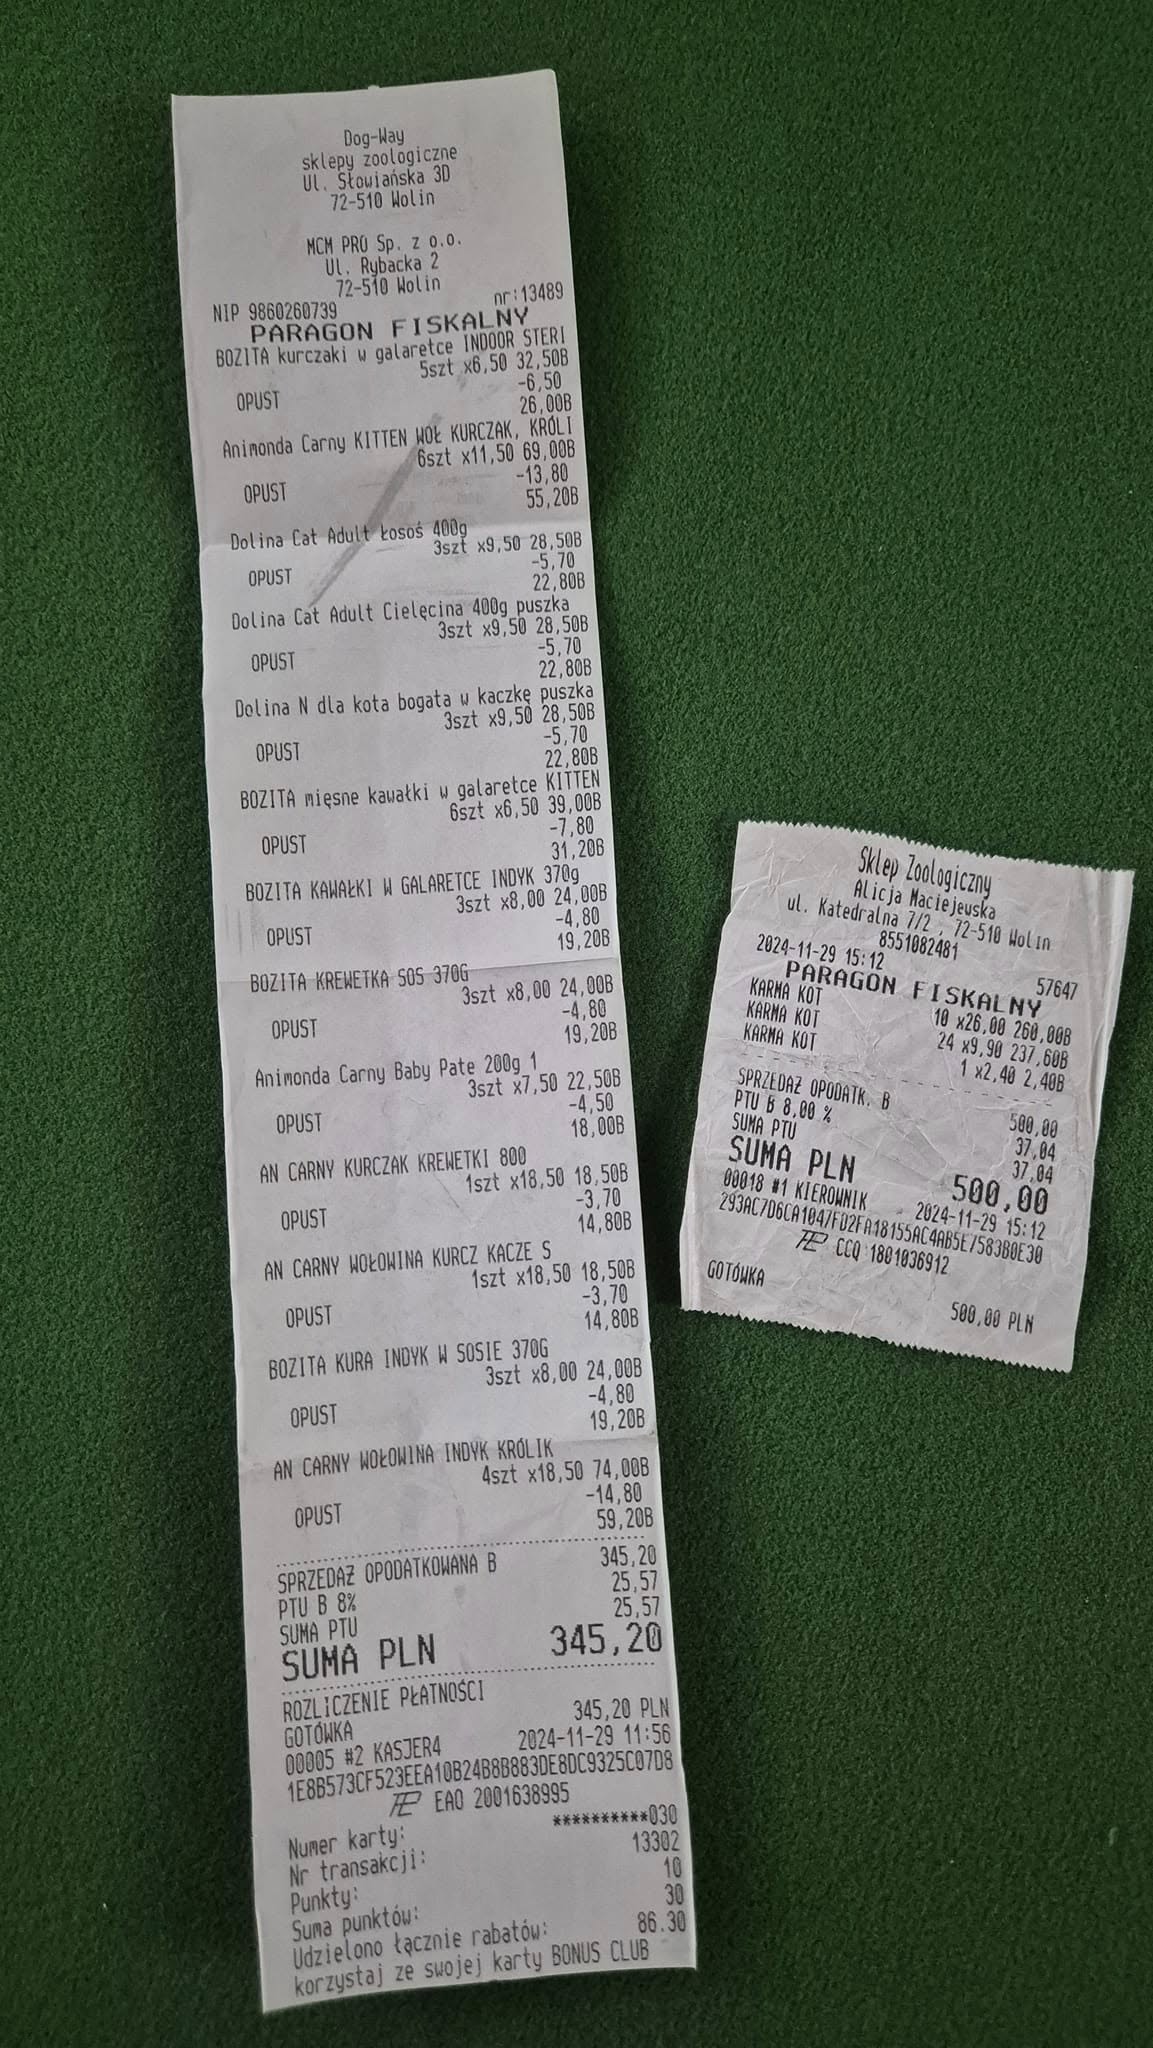 Dog-Way
sklepy zoologiczne
Ul. Słowiańska 3D
72-510 Wolin
MCM PRO Sp. z o.o.
Ul. Rybacka 2
72-510 Wolin
NIP 9860260739 nr:13489
PARAGON FISKALNY
BOZITA kurczaki w galaretce INDOOR STERI
5szt x6,50 32,50B
OPUST -6,50
26,00B
Animonda Carny KITTEN WOŁ KURCZAK, KRÓLI
6szt x11,50 69,00B
OPUST -13,80
55,20B
Dolina Cat Adult Łosoś 400g
3szt x9,50 28,50B
OPUST -5,70
22,80B
Dolina Cat Adult Cielęcina 400g puszka
3szt x9,50 28,50B
OPUST -5,70
22,80B
Dolina N dla kota bogata w kaczkę puszka
3szt x9,50 28,50B
OPUST -5,70
22,80B
BOZITA mięsne kawałki w galaretce KITTEN
6szt x6,50 39,00B
OPUST -7,80
31,20B
BOZITA KAWAŁKI W GALARETCE INDYK 370g
3szt x8,00 24,00B
OPUST -4,80
19,20B
BOZITA KREWETKA SOS 370G
3szt x8,00 24,00B
OPUST -4,80
19,20B
Animonda Carny Baby Pate 200g 1
3szt x7,50 22,50B
OPUST -4,50
18,00B
AN CARNY KURCZAK KREWETKI 800
1szt x18,50 18,50B
OPUST -3,70
14,80B
AN CARNY WOŁOWINA KURCZ KACZE S
1szt x18,50 18,50B
OPUST -3,70
14,80B
BOZITA KURA INDYK W SOSIE 370G
3szt x8,00 24,00B
OPUST -4,80
19,20B
AN CARNY WOŁOWINA INDYK KRÓLIK
4szt x18,50 74,00B
OPUST -14,80
59,20B
SPRZEDAŻ OPODATKOWANA B 345,20
PTU B 8% 25,57
SUMA PTU 25,57
SUMA PLN 345,20
ROZLICZENIE PŁATNOŚCI
GOTÓWKA 345,20 PLN
00005 #2 KASJER4 2024-11-29 11:56
1E8B573CF523EEA10B24B8B883DE8DC9325C07D8
EAO 2001638995
Numer karty: **********030
Nr transakcji: 13302
Punkty: 10
Suma punktów: 30
Udzielono łącznie rabatów: 86.30
korzystaj ze swojej karty BONUS CLUB
Sklep Zoologiczny
Alicja Maciejewska
ul. Katedralna 7/2 , 72-510 Wolin
8551082481
2024-11-29 15:12 57647
PARAGON FISKALNY
KARMA KOT 10 x26,00 260,00B
KARMA KOT 24 x9,90 237,60B
KARMA KOT 1 x2,40 2,40B
SPRZEDAŻ OPODATK. B 500,00
PTU B 8,00 % 37,04
SUMA PTU 37,04
SUMA PLN 500,00
00018 #1 KIEROWNIK 2024-11-29 15:12
293AC7D6CA1047FD2FA18155AC4AB5E7583B0E30
CCQ 1801036912
GOTÓWKA 500,00 PLN